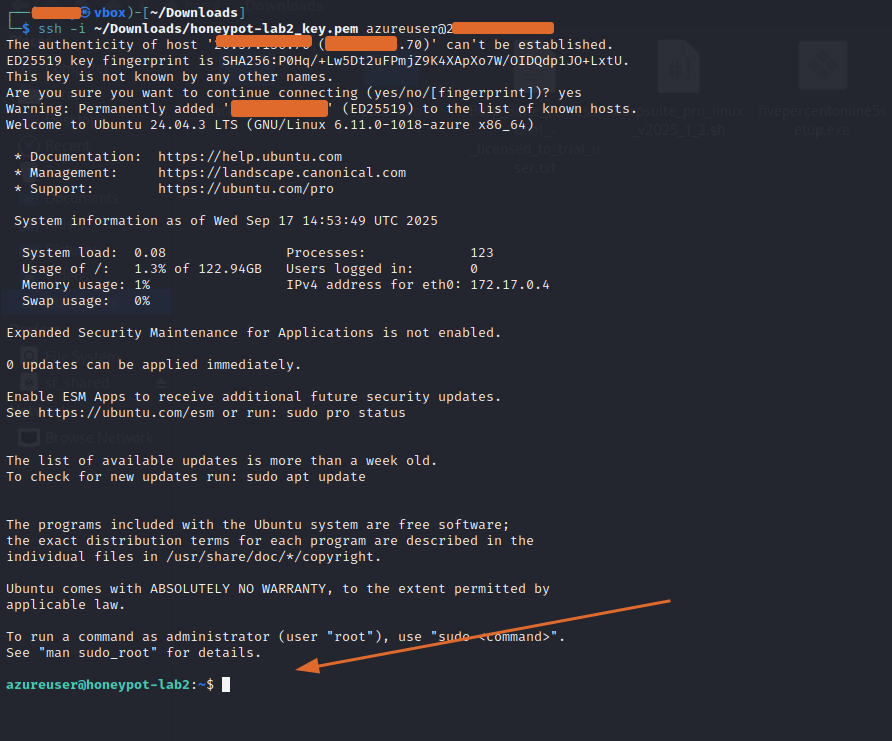 vbox)-[~/Downloads]
$ ssh -i ~/Downloads/honeypot-lab2_key.pem azureuser@2
The authenticity of host ' ( .70)' can't be established.
ED25519 key fingerprint is SHA256:P0Hq/+Lw5Dt2uFPmjZ9K4XApXo7W/OIDQdp1JO+LxtU.
This key is not known by any other names.
Are you sure you want to continue connecting (yes/no/[fingerprint])? yes
Warning: Permanently added ' ' (ED25519) to the list of known hosts.
Welcome to Ubuntu 24.04.3 LTS (GNU/Linux 6.11.0-1018-azure x86_64)
* Documentation: https://help.ubuntu.com
* Management: https://landscape.canonical.com
* Support: https://ubuntu.com/pro
System information as of Wed Sep 17 14:53:49 UTC 2025
System load: 0.08 Processes: 123
Usage of /: 1.3% of 122.94GB Users logged in: 0
Memory usage: 1% IPv4 address for eth0: 172.17.0.4
Swap usage: 0%
Expanded Security Maintenance for Applications is not enabled.
0 updates can be applied immediately.
Enable ESM Apps to receive additional future security updates.
See https://ubuntu.com/esm or run: sudo pro status
The list of available updates is more than a week old.
To check for new updates run: sudo apt update
The programs included with the Ubuntu system are free software;
the exact distribution terms for each program are described in the
individual files in /usr/share/doc/*/copyright.
Ubuntu comes with ABSOLUTELY NO WARRANTY, to the extent permitted by
applicable law.
To run a command as administrator (user "root"), use "sudo <command>".
See "man sudo_root" for details.
azureuser@honeypot-lab2:~$